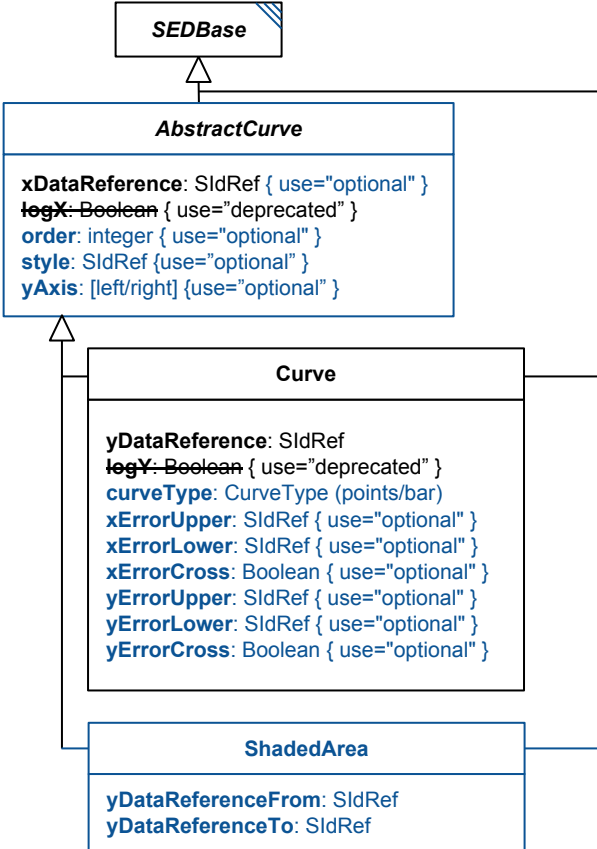 SEDBase
AbstractCurve
xDataReference: SIdRef { use="optional" }
logX: Boolean { use=”deprecated” }
order: integer { use="optional" }
style: SIdRef {use=”optional” }
yAxis: [left/right] {use=”optional” }
Curve
yDataReference: SIdRef
logY: Boolean { use=”deprecated” }
curveType: CurveType (points/bar)
xErrorUpper: SIdRef { use="optional" }
xErrorLower: SIdRef { use="optional" }
xErrorCross: Boolean { use="optional" }
yErrorUpper: SIdRef { use="optional" }
yErrorLower: SIdRef { use="optional" }
yErrorCross: Boolean { use="optional" }
ShadedArea
yDataReferenceFrom: SIdRef
yDataReferenceTo: SIdRef